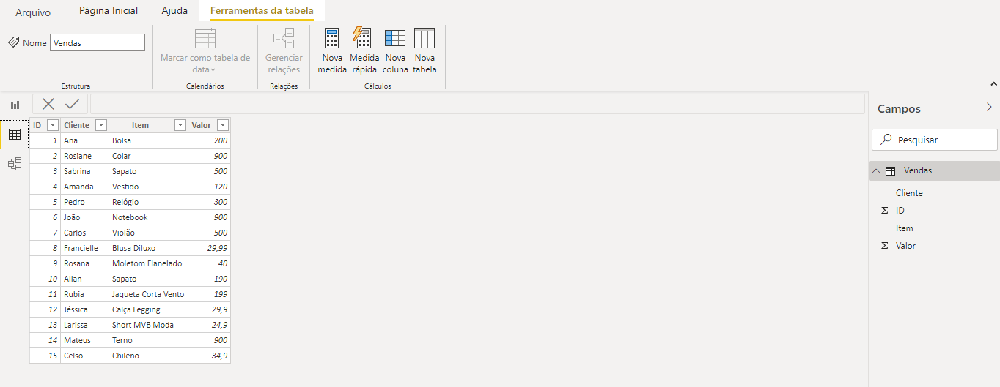 Arquivo Página Inicial Ajuda Ferramentas da tabela
Nome Vendas
Marcar como tabela de data
Gerenciar relações
Nova medida
Medida rápida
Nova coluna
Nova tabela
Estrutura Calendários Relações Cálculos
ID Cliente Item Valor
1 Ana Bolsa 200
2 Rosiane Colar 900
3 Sabrina Sapato 500
4 Amanda Vestido 120
5 Pedro Relógio 300
6 João Notebook 900
7 Carlos Violão 500
8 Francielle Blusa Diluxo 29,99
9 Rosana Moletom Flanelado 40
10 Allan Sapato 190
11 Rubia Jaqueta Corta Vento 199
12 Jéssica Calça Legging 29,9
13 Larissa Short MVB Moda 24,9
14 Mateus Terno 900
15 Celso Chileno 34,9
Campos
Pesquisar
Vendas
Cliente
Σ ID
Item
Σ Valor